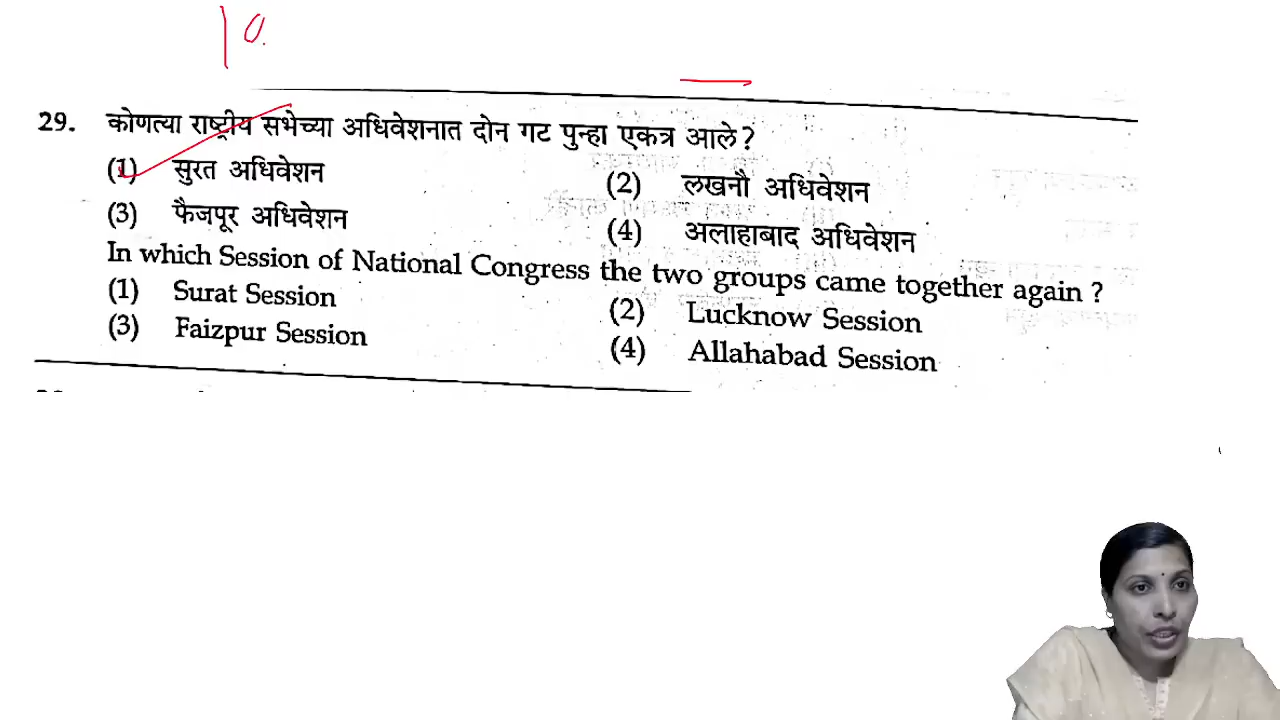 10.
29. कोणत्या राष्ट्रीय सभेच्या अधिवेशनात दोन गट पुन्हा एकत्र आले?
(1) सुरत अधिवेशन (2) लखनौ अधिवेशन
(3) फैजपूर अधिवेशन (4) अलाहाबाद अधिवेशन
In which Session of National Congress the two groups came together again ?
(1) Surat Session (2) Lucknow Session
(3) Faizpur Session (4) Allahabad Session